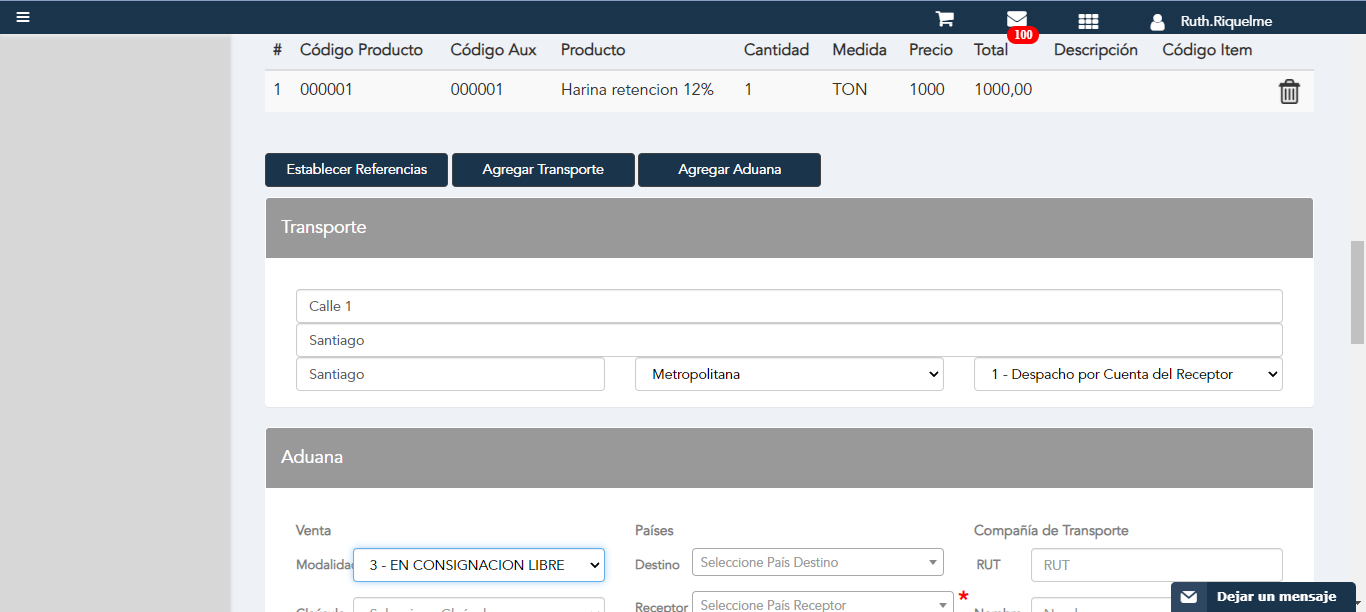 Ruth.Riquelme
100
# Código Producto Código Aux Producto Cantidad Medida Precio Total Descripción Código Item
1 000001 000001 Harina retencion 12% 1 TON 1000 1000,00
Establecer Referencias Agregar Transporte Agregar Aduana
Transporte
Calle 1
Santiago
Santiago Metropolitana 1 - Despacho por Cuenta del Receptor
Aduana
Venta Países Compañía de Transporte
Modalidad 3 - EN CONSIGNACION LIBRE Destino Seleccione País Destino RUT RUT
Receptor Seleccione País Receptor *
Dejar un mensaje